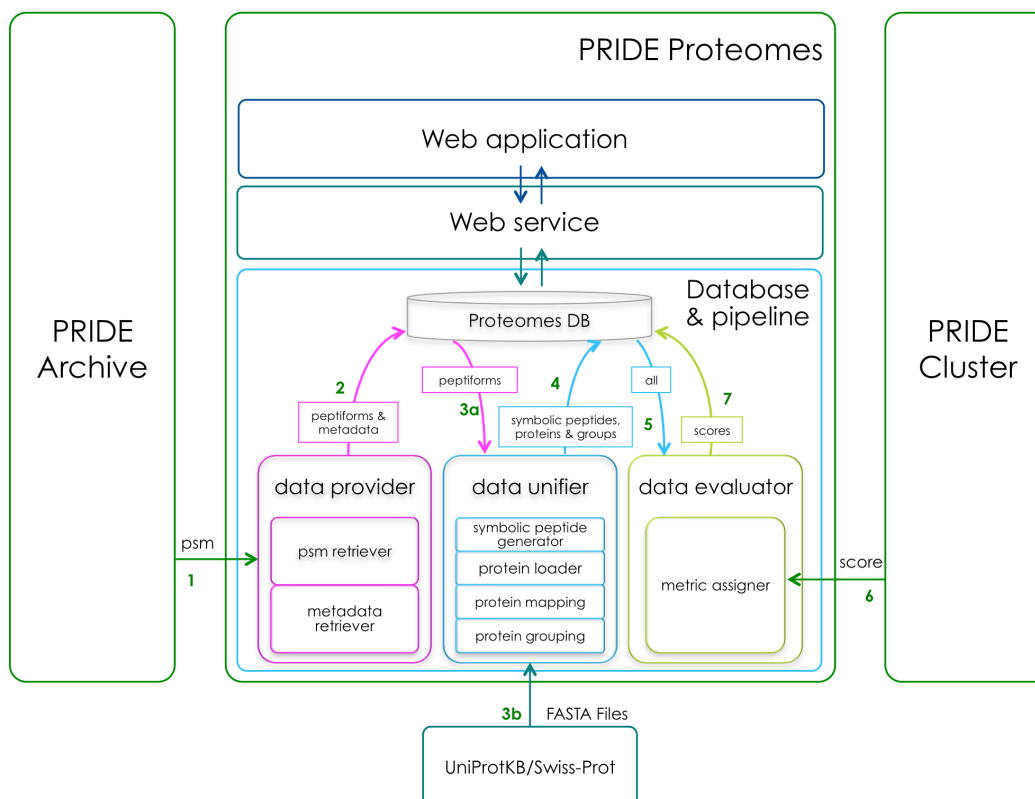 PRIDE Proteomes
Web application
Web service
Database
& pipeline
Proteomes DB
PRIDE
Archive
PRIDE
Cluster
2
peptiforms &
metadata
peptiforms
3a
4
symbolic peptides,
proteins & groups
all
5
7
scores
data provider
psm retriever
metadata
retriever
data unifier
symbolic peptide
generator
protein loader
protein mapping
protein grouping
data evaluator
metric assigner
psm
1
score
6
3b FASTA Files
UniProtKB/Swiss-Prot